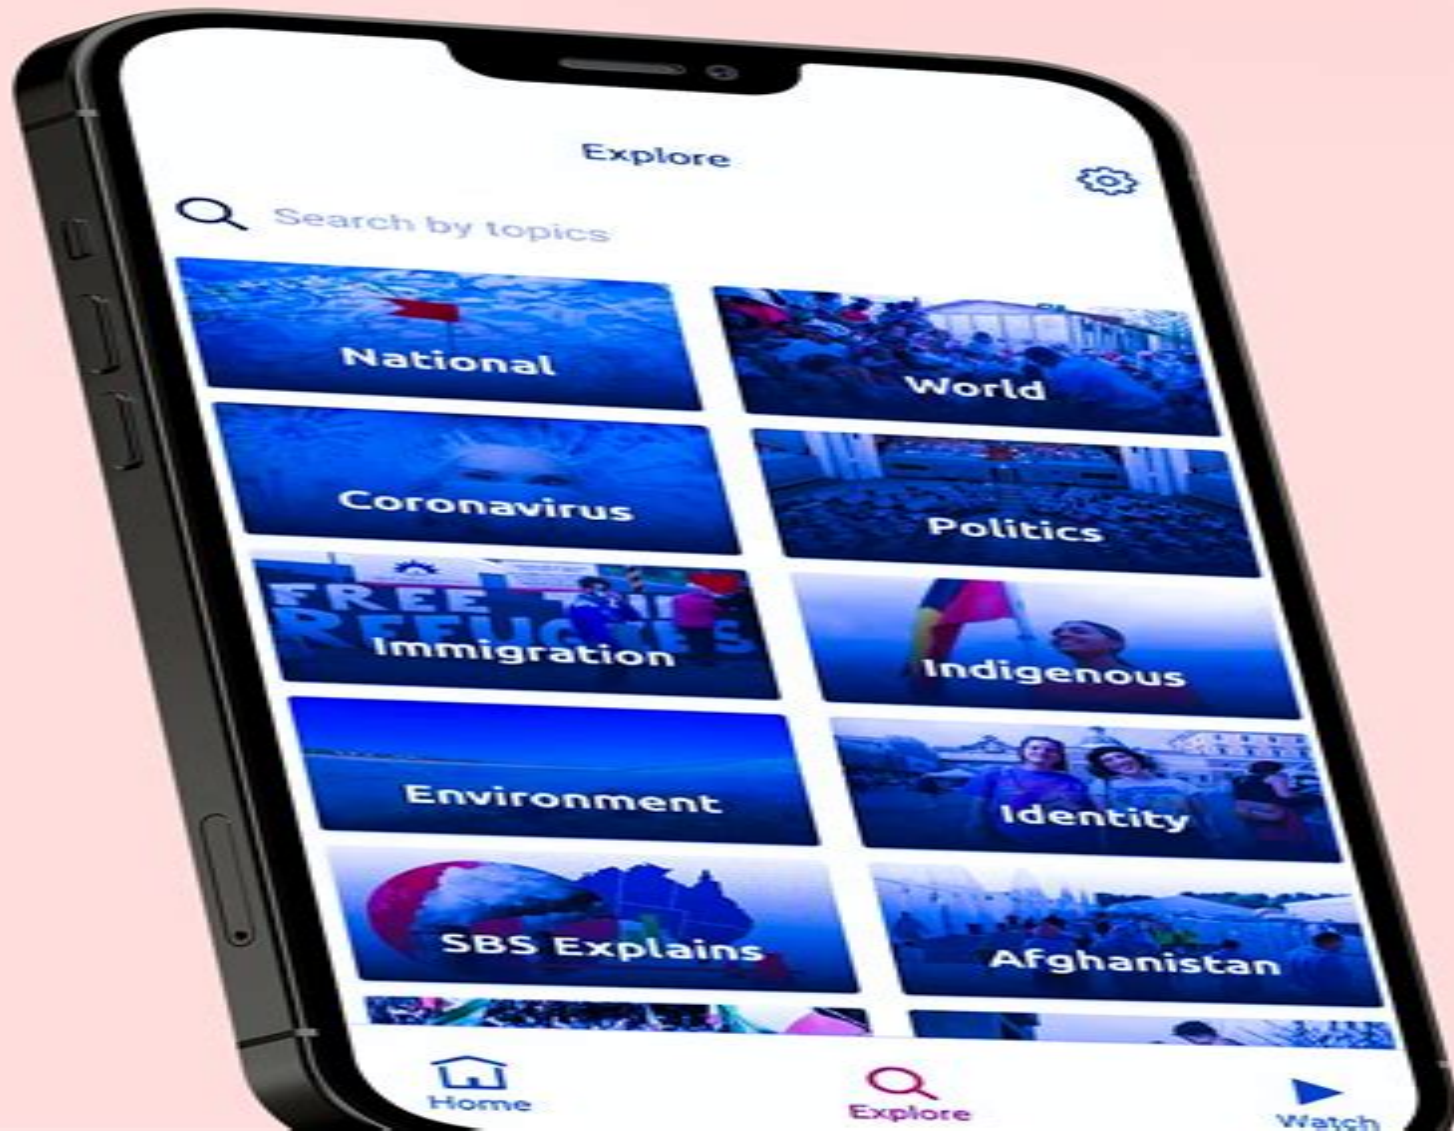 Explore
Search by topics
National
World
Coronavirus
Politics
FREE
REFUGEES
Immigration
Indigenous
Environment
Identity
SBS Explains
Afghanistan
Home
Explore
Watch